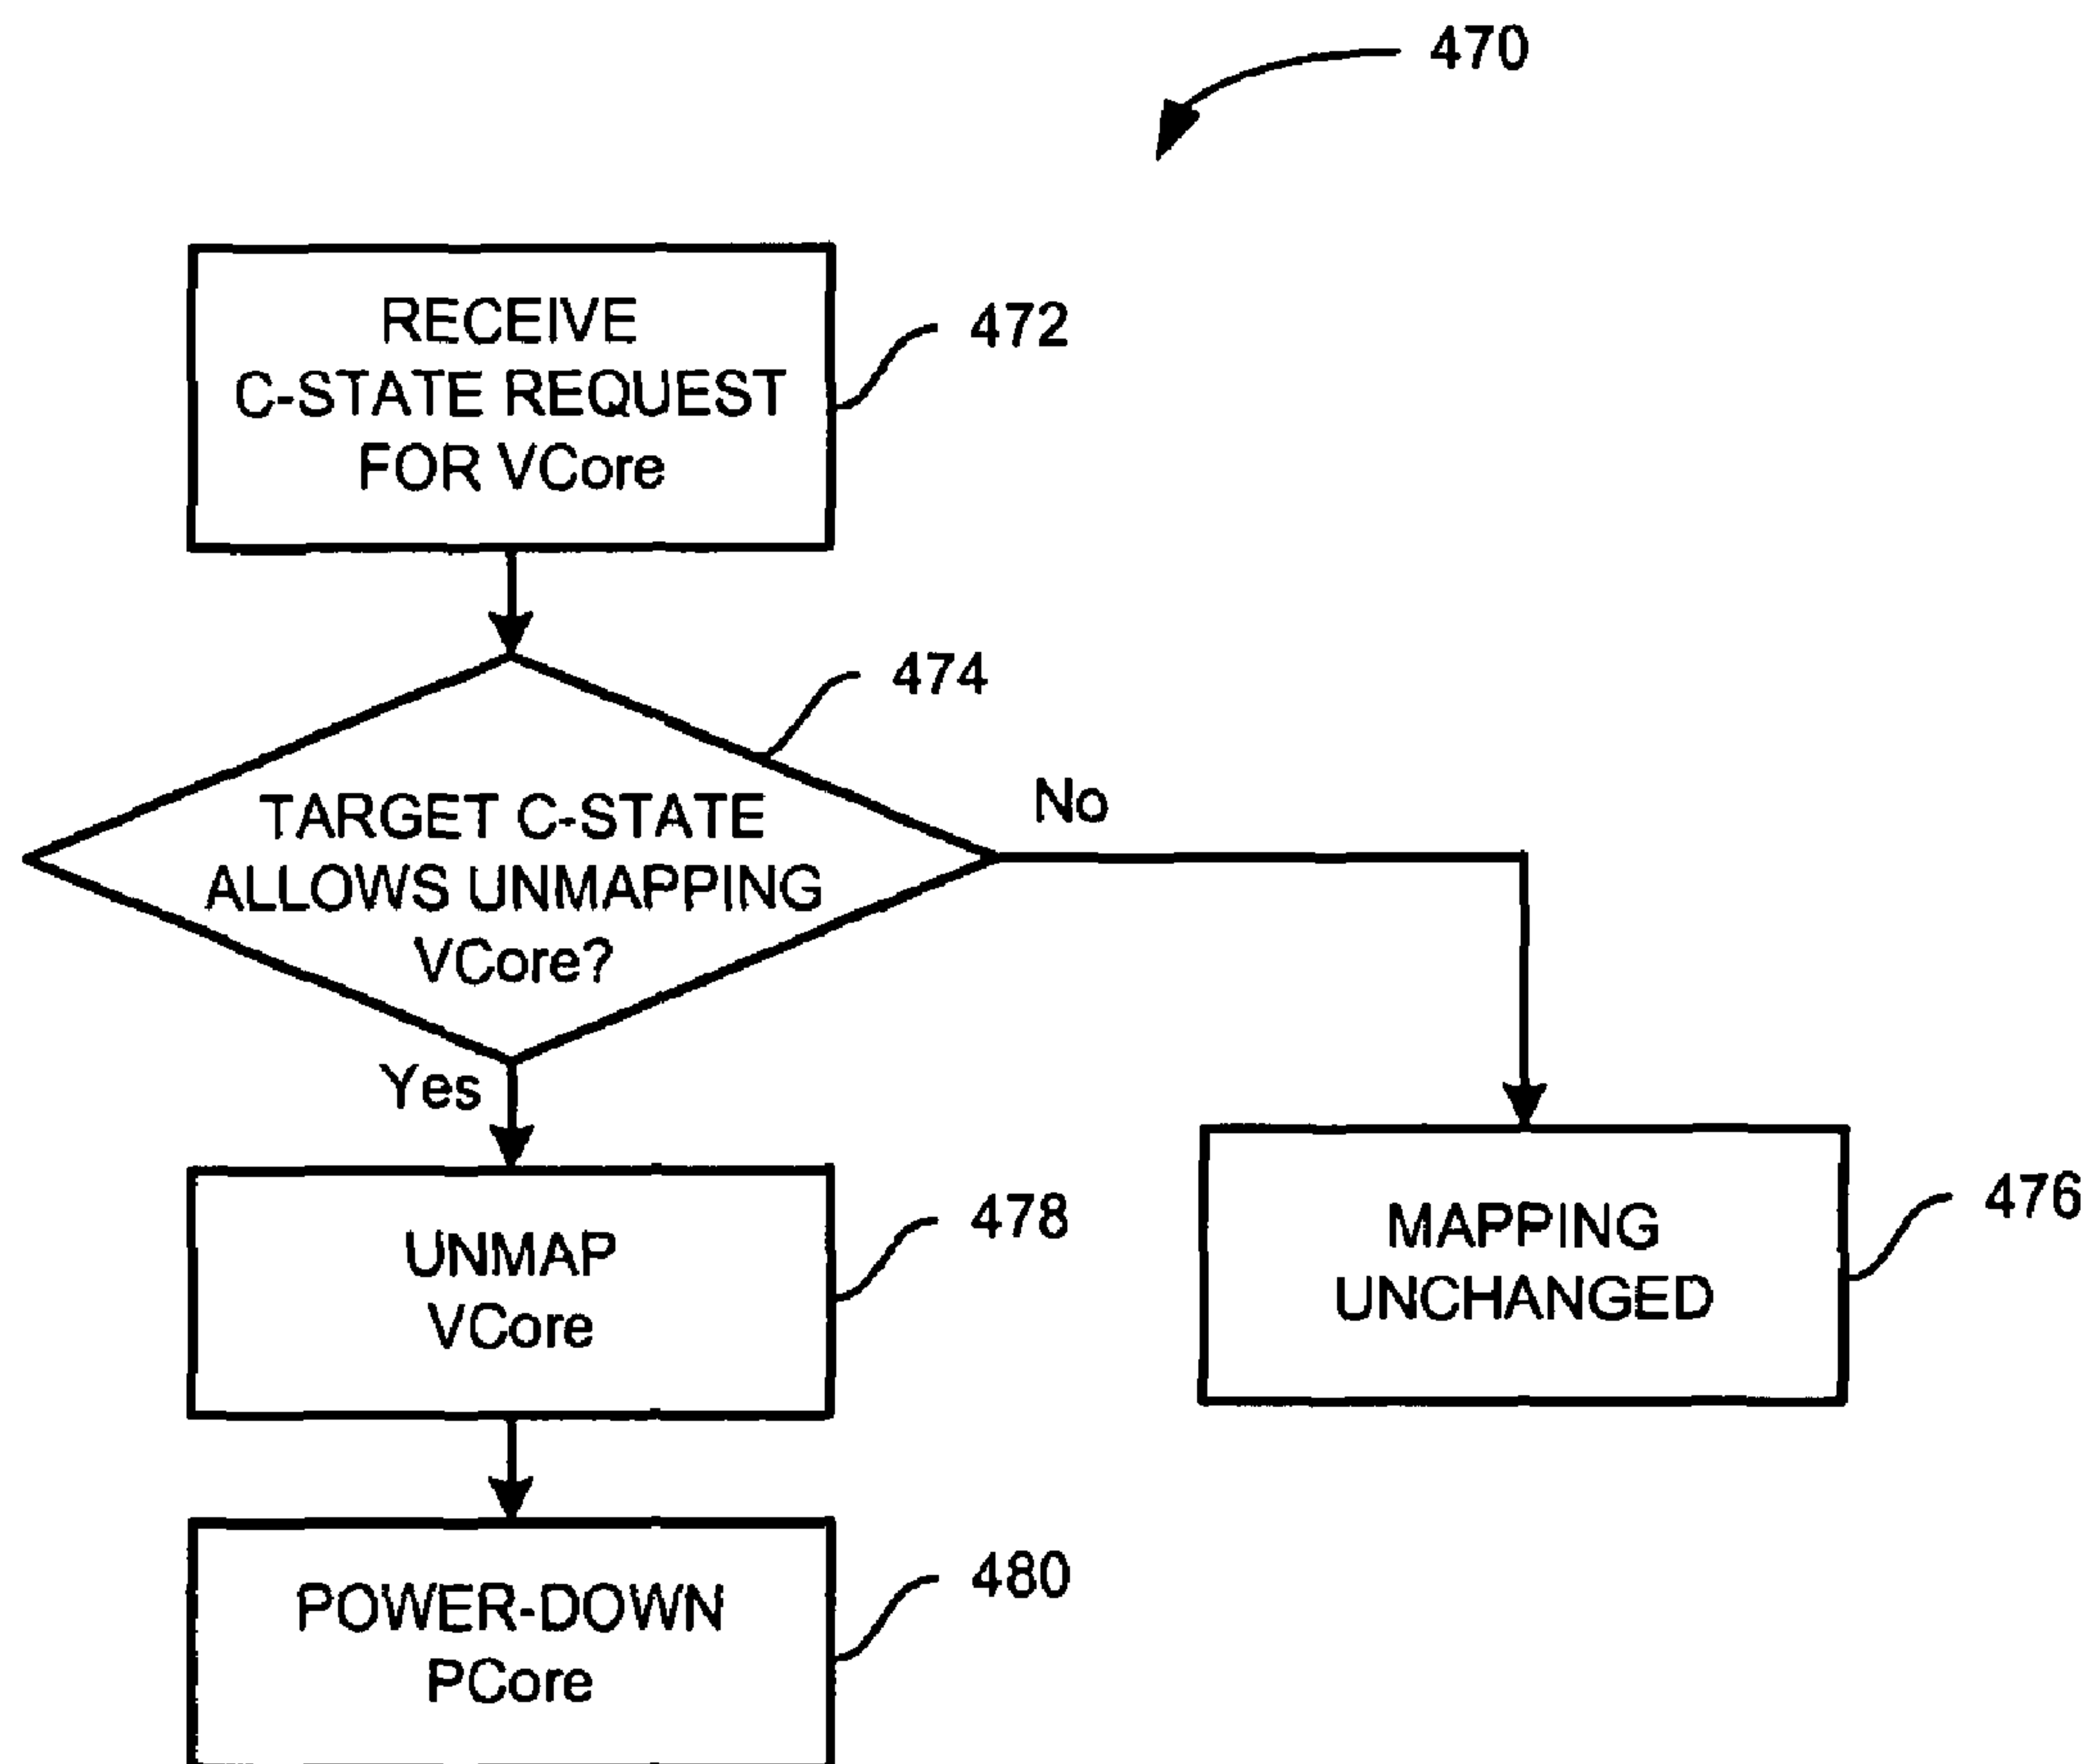 470
RECEIVE
C-STATE REQUEST
FOR VCore
472
474
TARGET C-STATE
ALLOWS UNMAPPING
VCore?
No
Yes
UNMAP
VCore
478
MAPPING
UNCHANGED
476
POWER-DOWN
PCore
480